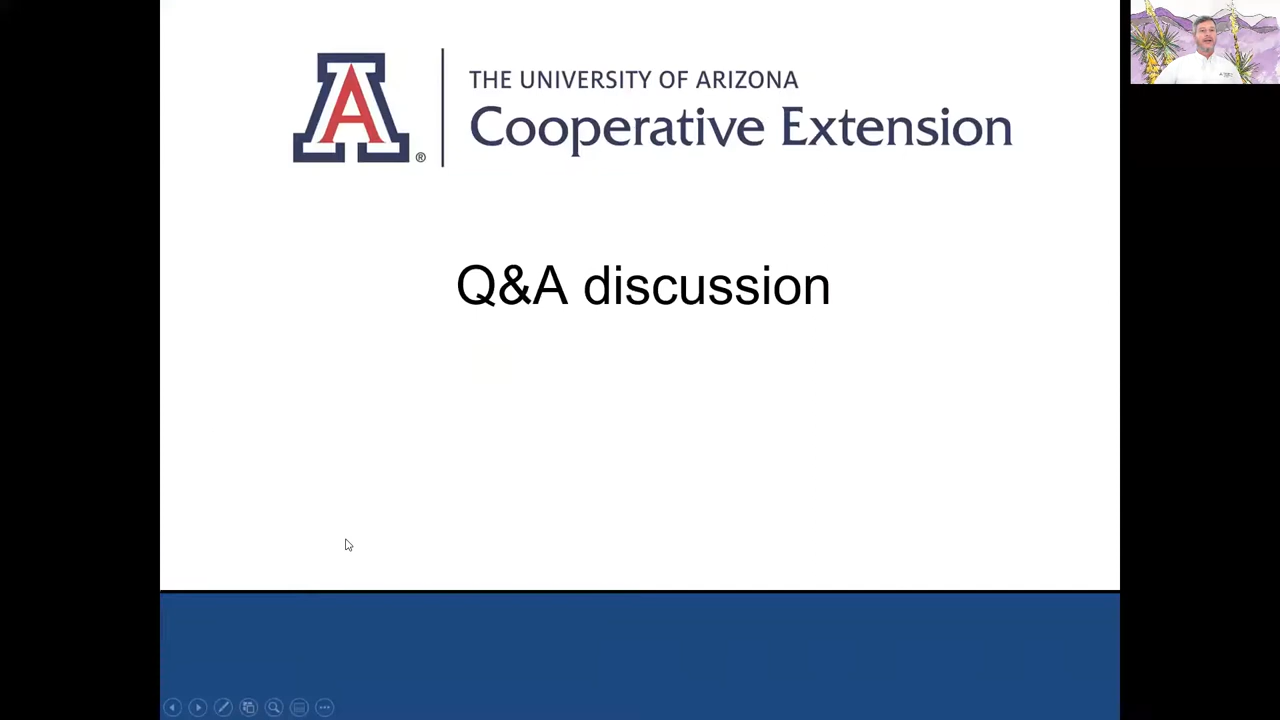 A ®
THE UNIVERSITY OF ARIZONA
Cooperative Extension
Q&A discussion